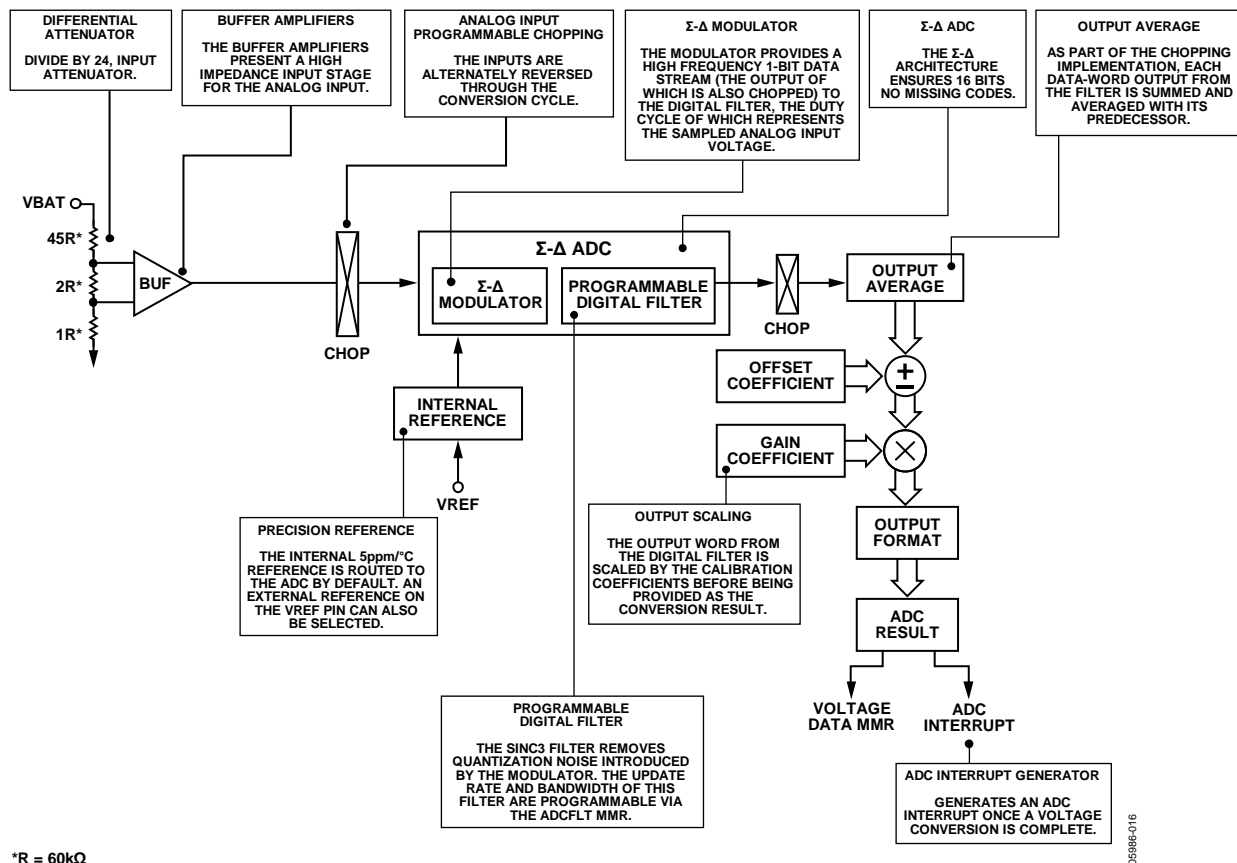 DIFFERENTIAL
ATTENUATOR
DIVIDE BY 24, INPUT
ATTENUATOR.
BUFFER AMPLIFIERS
THE BUFFER AMPLIFIERS
PRESENT A HIGH
IMPEDANCE INPUT STAGE
FOR THE ANALOG INPUT.
ANALOG INPUT
PROGRAMMABLE CHOPPING
THE INPUTS ARE
ALTERNATELY REVERSED
THROUGH THE
CONVERSION CYCLE.
Σ-Δ MODULATOR
THE MODULATOR PROVIDES A
HIGH FREQUENCY 1-BIT DATA
STREAM (THE OUTPUT OF
WHICH IS ALSO CHOPPED) TO
THE DIGITAL FILTER, THE DUTY
CYCLE OF WHICH REPRESENTS
THE SAMPLED ANALOG INPUT
VOLTAGE.
Σ-Δ ADC
THE Σ-Δ
ARCHITECTURE
ENSURES 16 BITS
NO MISSING CODES.
OUTPUT AVERAGE
AS PART OF THE CHOPPING
IMPLEMENTATION, EACH
DATA-WORD OUTPUT FROM
THE FILTER IS SUMMED AND
AVERAGED WITH ITS
PREDECESSOR.
VBAT
45R*
2R*
1R*
BUF
CHOP
Σ-Δ ADC
Σ-Δ
MODULATOR
PROGRAMMABLE
DIGITAL FILTER
CHOP
OUTPUT
AVERAGE
OFFSET
COEFFICIENT
GAIN
COEFFICIENT
INTERNAL
REFERENCE
VREF
OUTPUT
FORMAT
ADC
RESULT
VOLTAGE
DATA MMR
ADC
INTERRUPT
PRECISION REFERENCE
THE INTERNAL 5ppm/°C
REFERENCE IS ROUTED TO
THE ADC BY DEFAULT. AN
EXTERNAL REFERENCE ON
THE VREF PIN CAN ALSO
BE SELECTED.
OUTPUT SCALING
THE OUTPUT WORD FROM
THE DIGITAL FILTER IS
SCALED BY THE CALIBRATION
COEFFICIENTS BEFORE BEING
PROVIDED AS THE
CONVERSION RESULT.
PROGRAMMABLE
DIGITAL FILTER
THE SINC3 FILTER REMOVES
QUANTIZATION NOISE INTRODUCED
BY THE MODULATOR. THE UPDATE
RATE AND BANDWIDTH OF THIS
FILTER ARE PROGRAMMABLE VIA
THE ADCFLT MMR.
ADC INTERRUPT GENERATOR
GENERATES AN ADC
INTERRUPT ONCE A VOLTAGE
CONVERSION IS COMPLETE.
*R = 60kΩ
05986-016